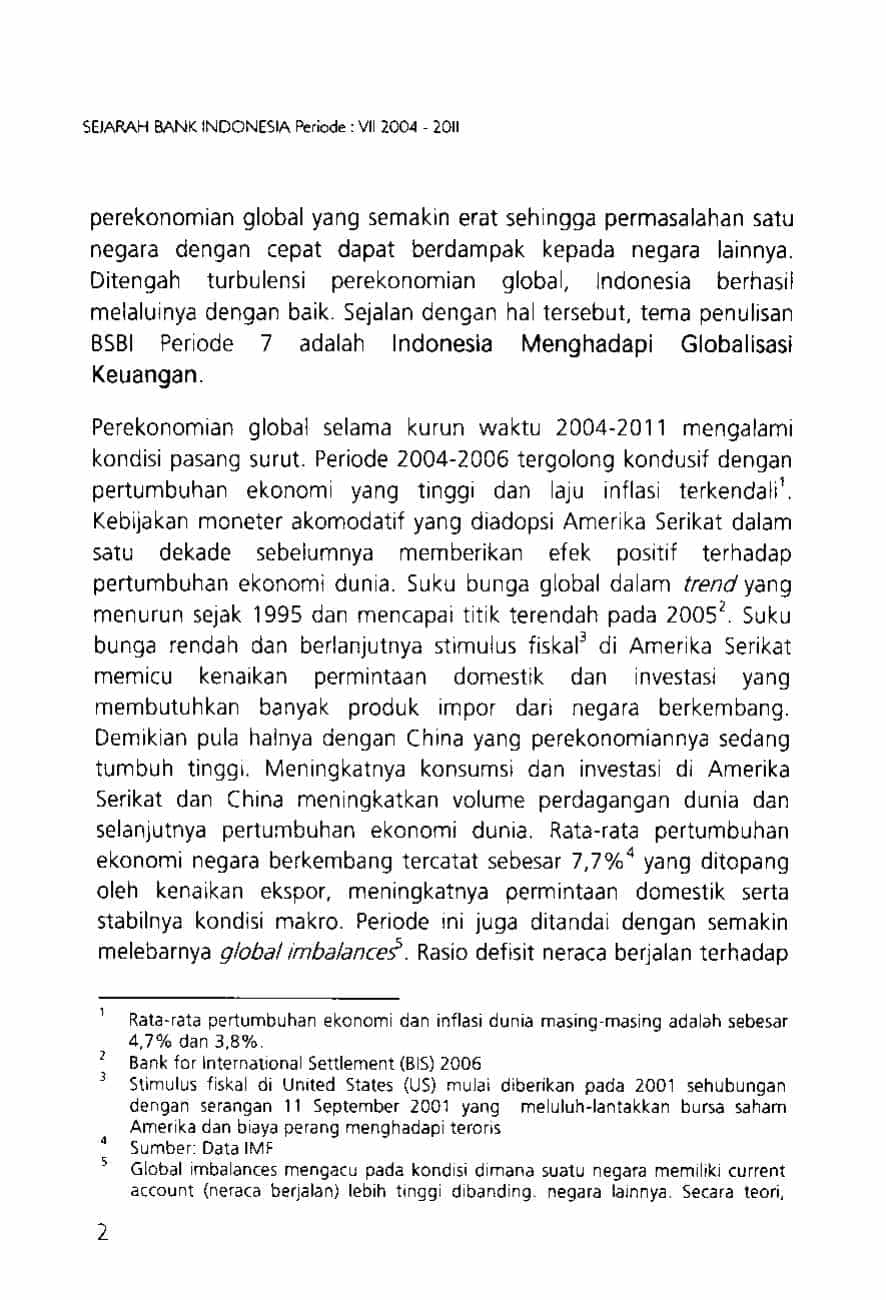 SEJARAH BANK INDONESIA Periode : VII 2004 - 2011
perekonomian global yang semakin erat sehingga permasalahan satu
negara dengan cepat dapat berdampak kepada negara lainnya.
Ditengah turbulensi perekonomian global, Indonesia berhasil
melaluinya dengan baik. Sejalan dengan hal tersebut, tema penulisan
BSBI Periode 7 adalah Indonesia Menghadapi Globalisasi
Keuangan.
Perekonomian global selama kurun waktu 2004-2011 mengalami
kondisi pasang surut. Periode 2004-2006 tergolong kondusif dengan
pertumbuhan ekonomi yang tinggi dan laju inflasi terkendali¹.
Kebijakan moneter akomodatif yang diadopsi Amerika Serikat dalam
satu dekade sebelumnya memberikan efek positif terhadap
pertumbuhan ekonomi dunia. Suku bunga global dalam trend yang
menurun sejak 1995 dan mencapai titik terendah pada 2005². Suku
bunga rendah dan berlanjutnya stimulus fiskal³ di Amerika Serikat
memicu kenaikan permintaan domestik dan investasi yang
membutuhkan banyak produk impor dari negara berkembang.
Demikian pula halnya dengan China yang perekonomiannya sedang
tumbuh tinggi. Meningkatnya konsumsi dan investasi di Amerika
Serikat dan China meningkatkan volume perdagangan dunia dan
selanjutnya pertumbuhan ekonomi dunia. Rata-rata pertumbuhan
ekonomi negara berkembang tercatat sebesar 7,7%⁴ yang ditopang
oleh kenaikan ekspor, meningkatnya permintaan domestik serta
stabilnya kondisi makro. Periode ini juga ditandai dengan semakin
melebarnya global imbalances⁵. Rasio defisit neraca berjalan terhadap
¹ Rata-rata pertumbuhan ekonomi dan inflasi dunia masing-masing adalah sebesar
4,7% dan 3,8%.
² Bank for International Settlement (BIS) 2006
³ Stimulus fiskal di United States (US) mulai diberikan pada 2001 sehubungan
dengan serangan 11 September 2001 yang meluluh-lantakkan bursa saham
Amerika dan biaya perang menghadapi teroris
⁴ Sumber: Data IMF
⁵ Global imbalances mengacu pada kondisi dimana suatu negara memiliki current
account (neraca berjalan) lebih tinggi dibanding. negara lainnya. Secara teori,
2